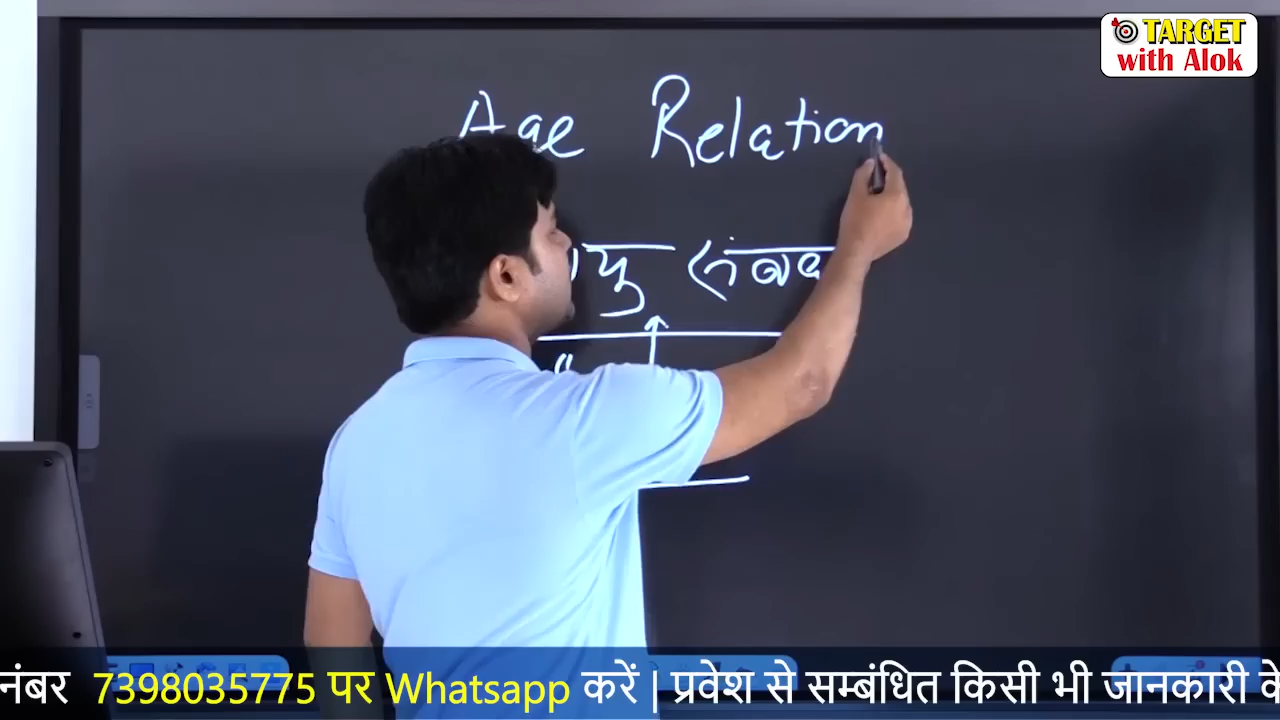 TARGET
with Alok
Age Relation
यु संबंध
नंबर 7398035775 पर Whatsapp करें | प्रवेश से सम्बंधित किसी भी जानकारी के